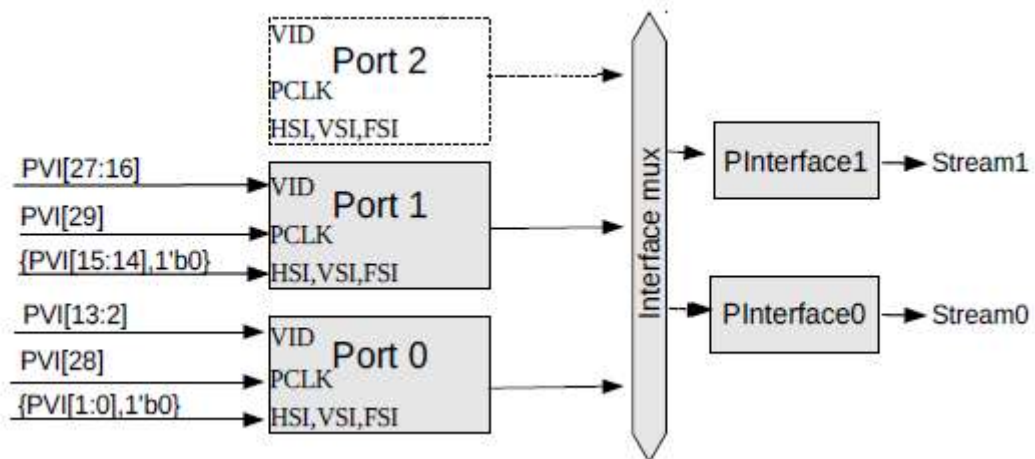 VID
Port 2
PCLK
HSI,VSI,FSI
PVI[27:16]
VID
Port 1
PVI[29]
PCLK
{PVI[15:14],1'b0}
HSI,VSI,FSI
PVI[13:2]
VID
Port 0
PVI[28]
PCLK
{PVI[1:0],1'b0}
HSI,VSI,FSI
Interface mux
PInterface1
Stream1
PInterface0
Stream0